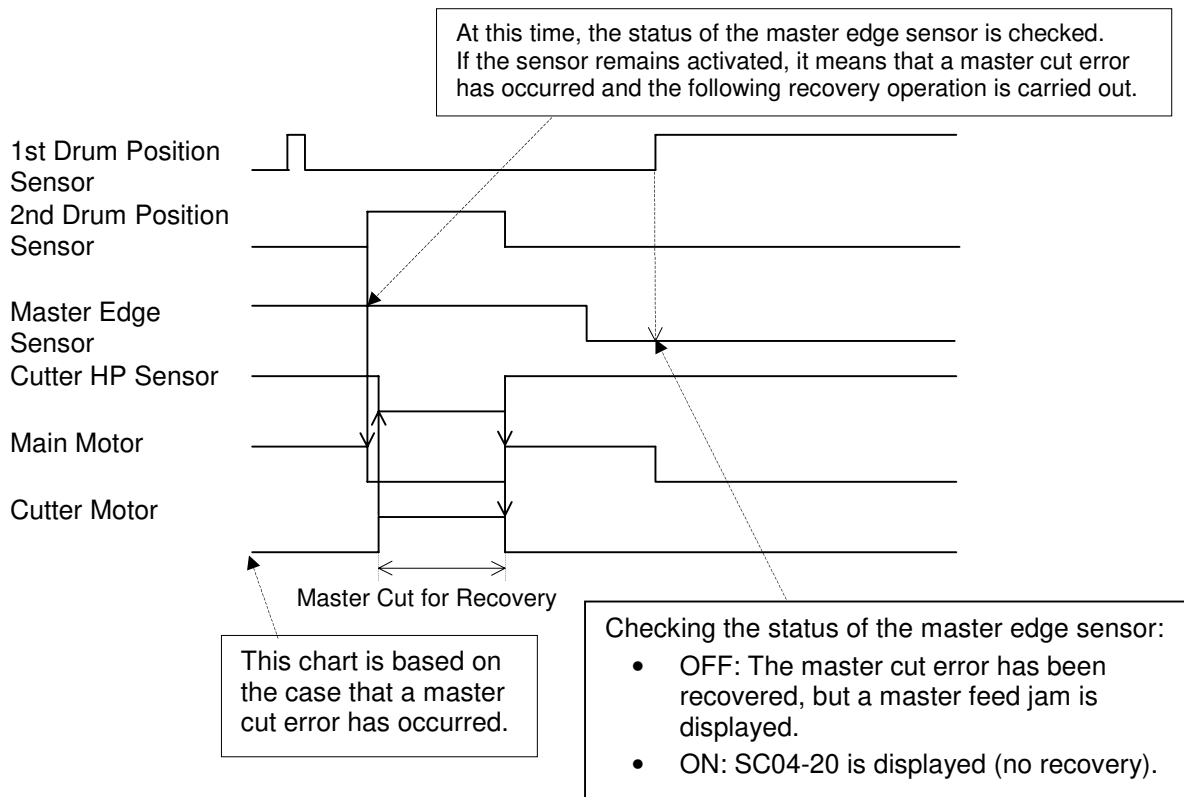 At this time, the status of the master edge sensor is checked.
If the sensor remains activated, it means that a master cut error
has occurred and the following recovery operation is carried out.
1st Drum Position
Sensor
2nd Drum Position
Sensor
Master Edge
Sensor
Cutter HP Sensor
Main Motor
Cutter Motor
Master Cut for Recovery
This chart is based on
the case that a master
cut error has occurred.
Checking the status of the master edge sensor:
• OFF: The master cut error has been
recovered, but a master feed jam is
displayed.
• ON: SC04-20 is displayed (no recovery).